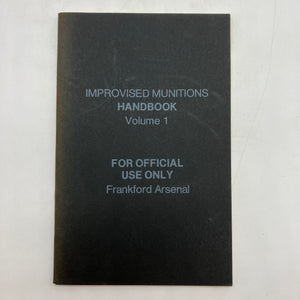 IMPROVISED MUNITIONS
HANDBOOK
Volume 1
FOR OFFICIAL
USE ONLY
Frankford Arsenal